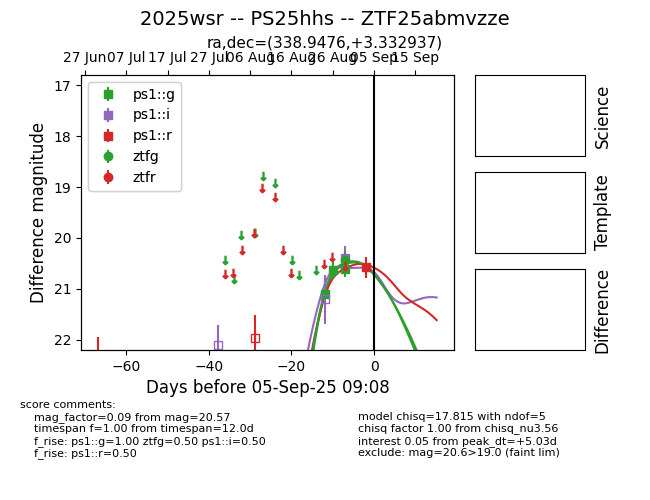 2025wsr -- PS25hhs -- ZTF25abmvzze
ra,dec=(338.9476,+3.332937)
27 Jun 07 Jul 17 Jul 27 Jul 06 Aug 16 Aug 26 Aug 05 Sep 15 Sep
17
18
19
20
21
22
Difference magnitude
ps1::g
ps1::i
ps1::r
ztfg
ztfr
−60 −40 −20 0
Days before 05-Sep-25 09:08
Science
Template
Difference
score comments:
mag_factor=0.09 from mag=20.57
timespan f=1.00 from timespan=12.0d
f_rise: ps1::g=1.00 ztfg=0.50 ps1::i=0.50
f_rise: ps1::r=0.50
model chisq=17.815 with ndof=5
chisq factor 1.00 from chisq_nu3.56
interest 0.05 from peak_dt=+5.03d
exclude: mag=20.6>19.0 (faint lim)